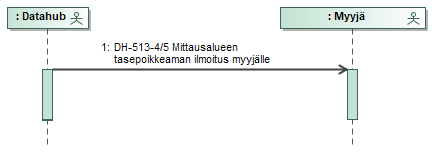 : Datahub
: Myyjä
1: DH-513-4/5 Mittausalueen
tasepoikkeaman ilmoitus myyjälle